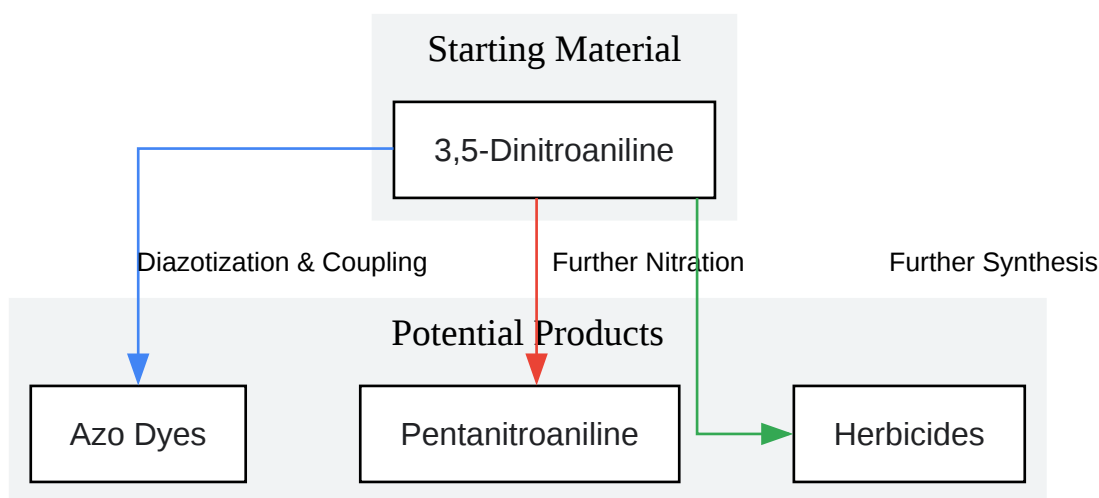 Starting Material
3,5-Dinitroaniline
Diazotization & Coupling
Further Nitration
Further Synthesis
Potential Products
Azo Dyes
Pentanitroaniline
Herbicides